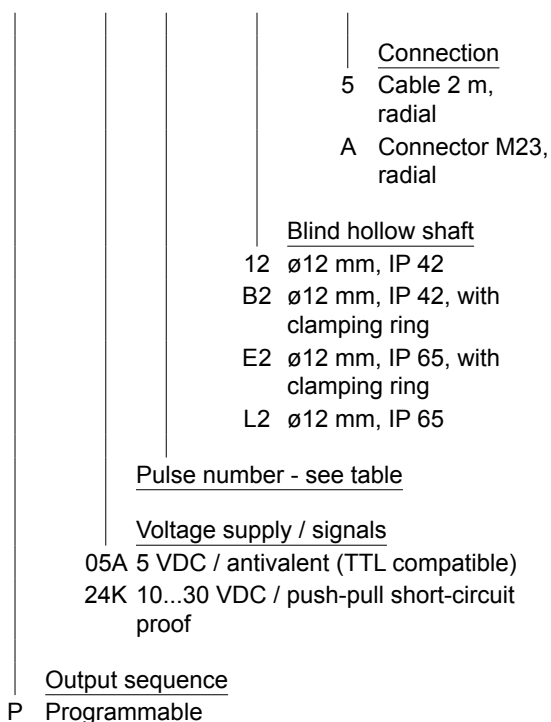 Connection
5 Cable 2 m,
radial
A Connector M23,
radial
Blind hollow shaft
12 ø12 mm, IP 42
B2 ø12 mm, IP 42, with
clamping ring
E2 ø12 mm, IP 65, with
clamping ring
L2 ø12 mm, IP 65
Pulse number - see table
Voltage supply / signals
05A 5 VDC / antivalent (TTL compatible)
24K 10...30 VDC / push-pull short-circuit
proof
Output sequence
P Programmable